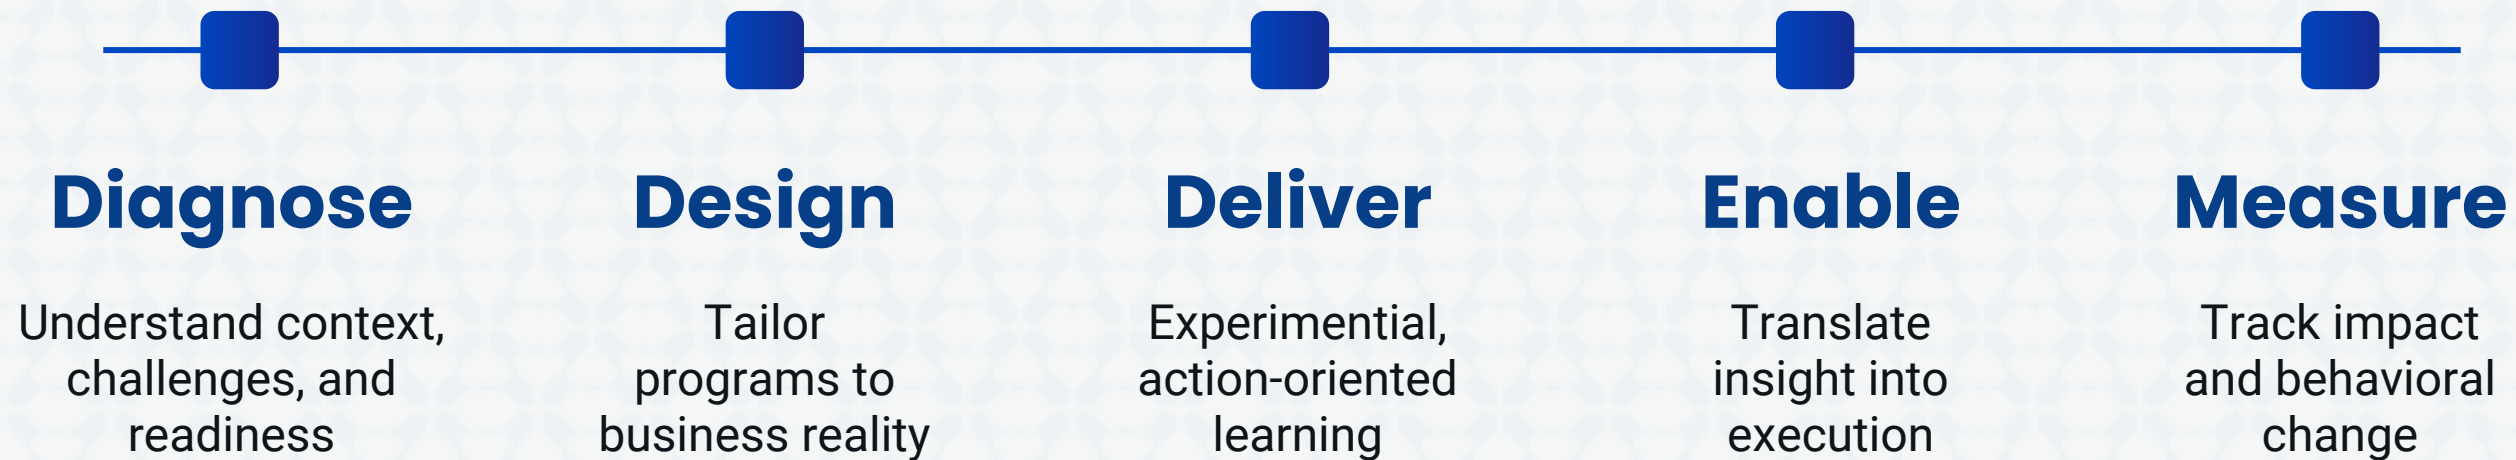 Diagnose
Understand context,
challenges, and
readiness
Design
Tailor
programs to
business reality
Deliver
Experimential,
action-oriented
learning
Enable
Translate
insight into
execution
Measure
Track impact
and behavioral
change